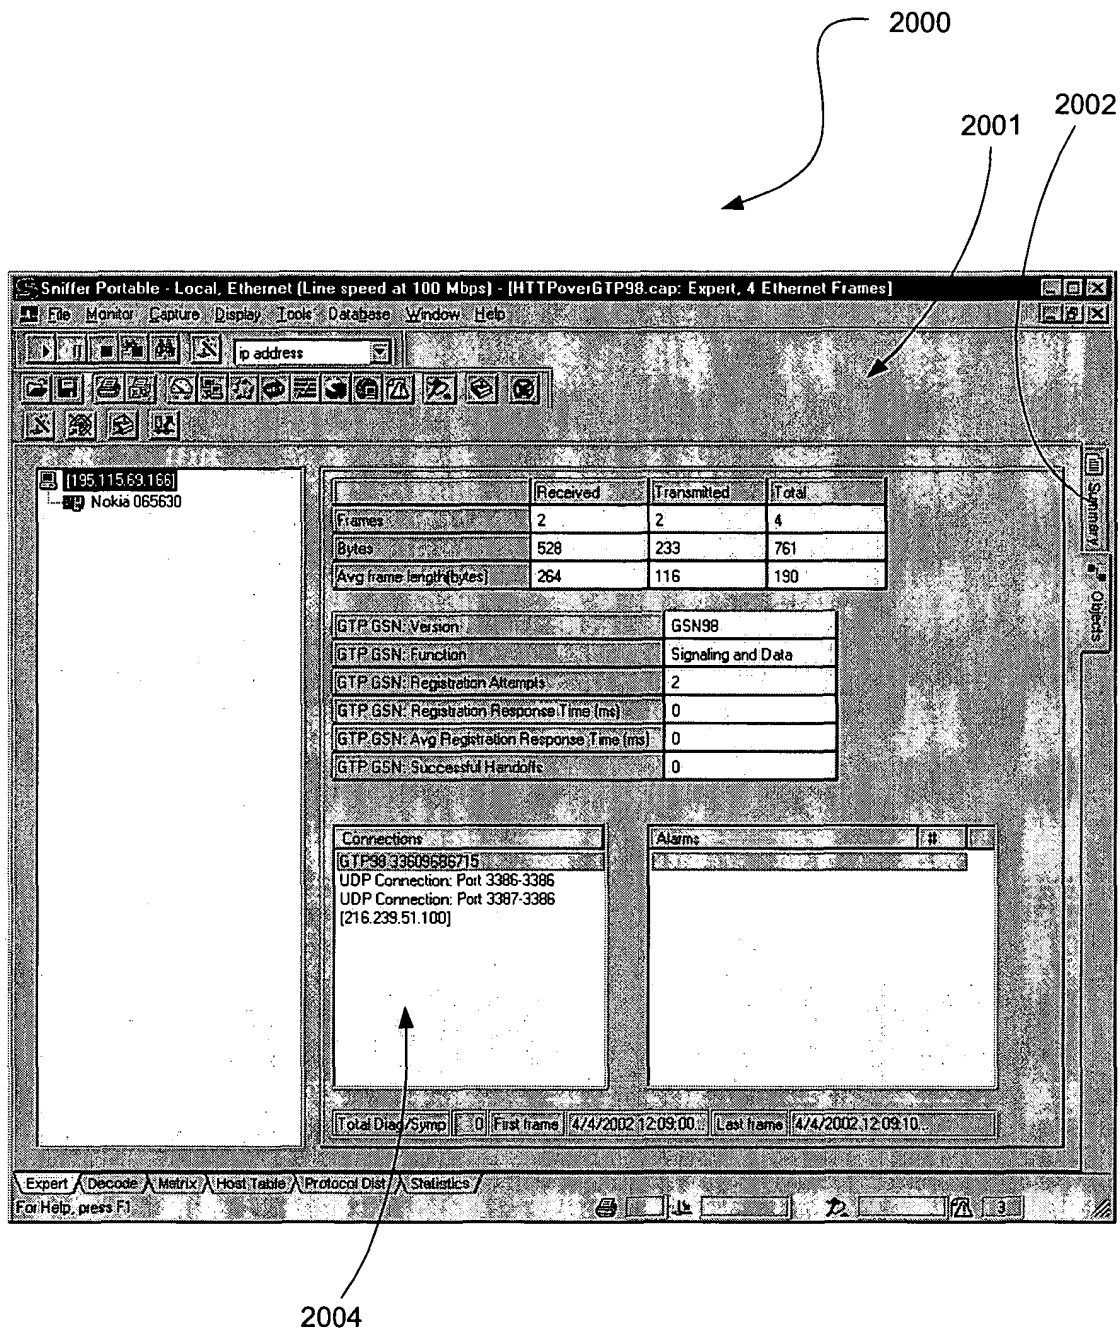 2000
2002
2001
Sniffer Portable - Local, Ethernet (Line speed at 100 Mbps) - [HTTPoverGTP98.cap: Expert, 4 Ethernet Frames]
File Monitor Capture Display Tools Database Window Help
ip address
[195.115.69.166]
Nokia 065630
Summary
Objects
Received Transmitted Total
Frames 2 2 4
Bytes 528 233 761
Avg frame length(bytes) 264 116 190
GTP GSN: Version GSN98
GTP GSN: Function Signaling and Data
GTP GSN: Registration Attempts 2
GTP GSN: Registration Response Time (ms) 0
GTP GSN: Avg Registration Response Time (ms) 0
GTP GSN: Successful Handoffs 0
Connections
GTP98 33609686715
UDP Connection: Port 3386-3386
UDP Connection: Port 3387-3386
[216.239.51.100]
Alarms #
Total Diag/Symp 0 First frame 4/4/2002 12:09:00... Last frame 4/4/2002 12:09:10...
Expert Decode Matrix Host Table Protocol Dist Statistics
For Help, press F1 3
2004